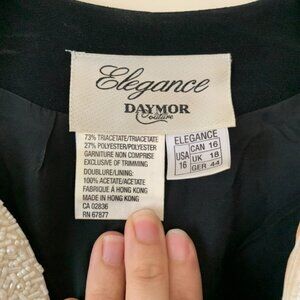 Elegance
DAYMOR
Couture
73% TRIACETATE/TRIACETATE
27% POLYESTER/POLYESTER
GARNITURE NON COMPRISE
EXCLUSIVE OF TRIMMING
DOUBLURE/LINING:
100% ACETATE/ACETATE
FABRIQUÉ À HONG KONG
MADE IN HONG KONG
CA 02836
RN 67877
ELEGANCE
USA 16
CAN 16
UK 18
GER 44